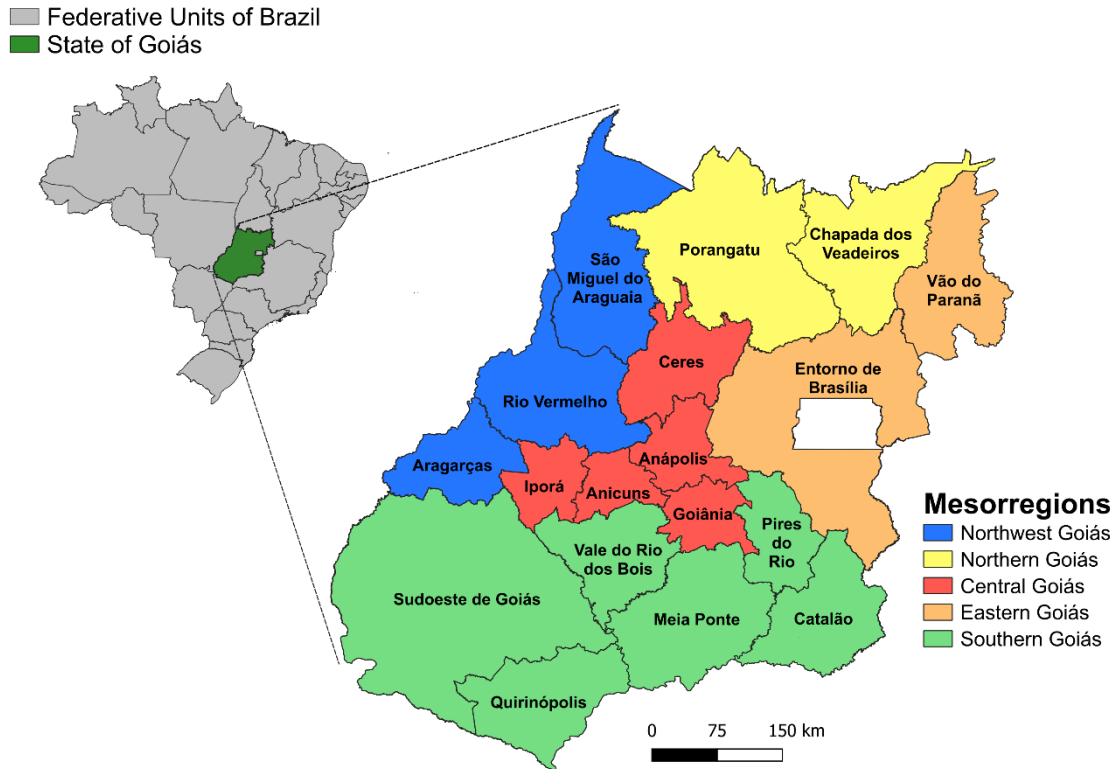 Federative Units of Brazil
State of Goiás
São
Miguel do
Araguaia
Porangatu
Chapada dos
Veadeiros
Vão do
Paranã
Ceres
Entorno de
Brasília
Rio Vermelho
Aragarças
Iporá
Anicuns
Anápolis
Goiânia
Pires
do
Rio
Vale do Rio
dos Bois
Sudoeste de Goiás
Meia Ponte
Catalão
Quirinópolis
Mesorregions
Northwest Goiás
Northern Goiás
Central Goiás
Eastern Goiás
Southern Goiás
0 75 150 km